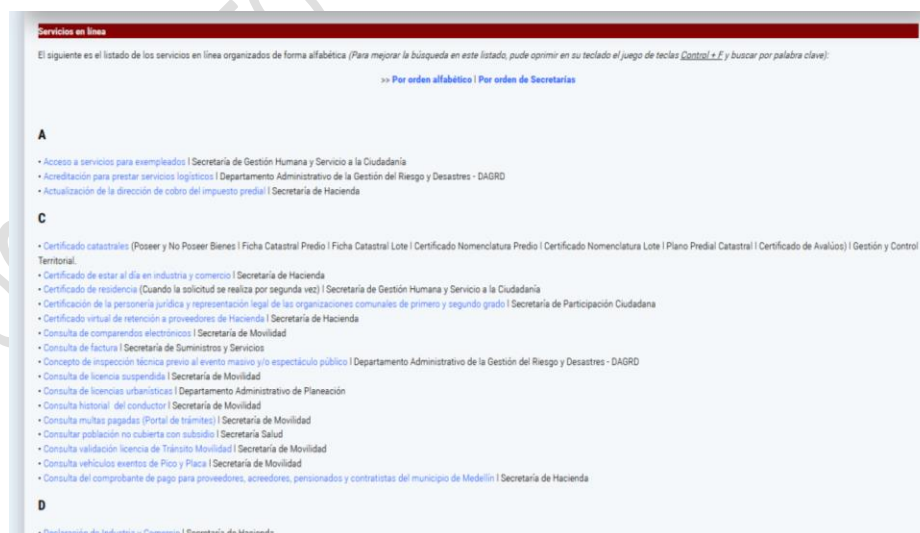 Servicios en línea
El siguiente es el listado de los servicios en línea organizados de forma alfabética (Para mejorar la búsqueda en este listado, pude oprimir en su teclado el juego de teclas Control + F y buscar por palabra clave):
>> Por orden alfabético l Por orden de Secretarías
A
• Acceso a servicios para exempleados l Secretaría de Gestión Humana y Servicio a la Ciudadanía
• Acreditación para prestar servicios logísticos l Departamento Administrativo de la Gestión del Riesgo y Desastres - DAGRD
• Actualización de la dirección de cobro del impuesto predial l Secretaría de Hacienda
C
• Certificado catastrales (Poseer y No Poseer Bienes l Ficha Catastral Predio l Ficha Catastral Lote l Certificado Nomenclatura Predio l Certificado Nomenclatura Lote l Plano Predial Catastral l Certificado de Avalúos) l Gestión y Control
Territorial.
• Certificado de estar al día en industria y comercio l Secretaría de Hacienda
• Certificado de residencia (Cuando la solicitud se realiza por segunda vez) l Secretaría de Gestión Humana y Servicio a la Ciudadanía
• Certificación de la personería jurídica y representación legal de las organizaciones comunales de primero y segundo grado l Secretaría de Participación Ciudadana
• Certificado virtual de retención a proveedores de Hacienda l Secretaría de Hacienda
• Consulta de comparendos electrónicos l Secretaría de Movilidad
• Consulta de factura l Secretaría de Suministros y Servicios
• Concepto de inspección técnica previo al evento masivo y/o espectáculo público l Departamento Administrativo de la Gestión del Riesgo y Desastres - DAGRD
• Consulta de licencia suspendida l Secretaría de Movilidad
• Consulta de licencias urbanísticas l Departamento Administrativo de Planeación
• Consulta historial del conductor l Secretaría de Movilidad
• Consulta multas pagadas (Portal de trámites) l Secretaría de Movilidad
• Consultar población no cubierta con subsidio l Secretaría Salud
• Consulta validación licencia de Tránsito Movilidad l Secretaría de Movilidad
• Consulta vehículos exentos de Pico y Placa l Secretaría de Movilidad
• Consulta del comprobante de pago para proveedores, acreedores, pensionados y contratistas del municipio de Medellín l Secretaría de Hacienda
D
• Declaración de Industria y Comercio l Secretaría de Hacienda